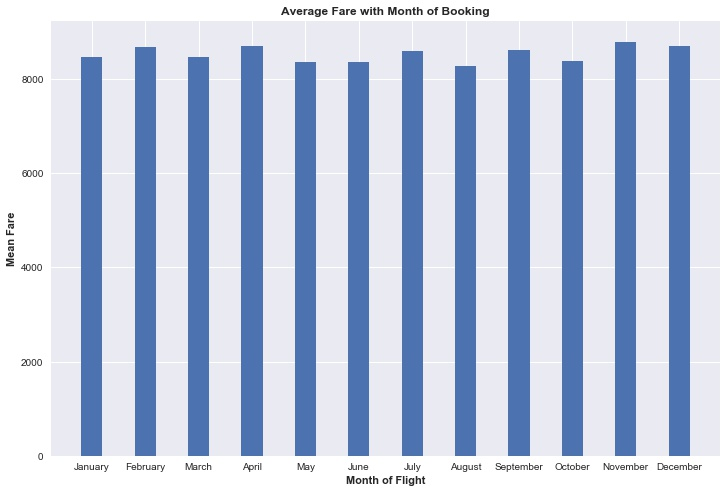 Average Fare with Month of Booking
Mean Fare
8000
6000
4000
2000
0
January February March April May June July August September October November December
Month of Flight